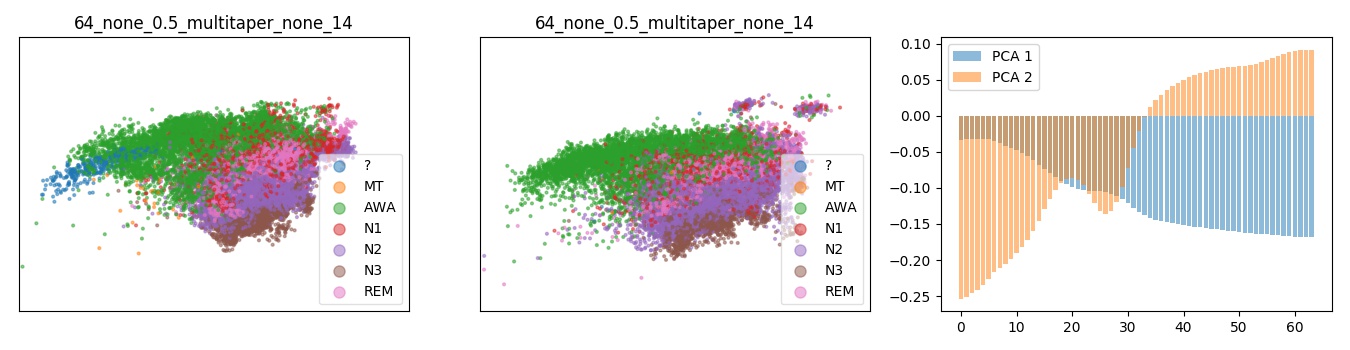 64_none_0.5_multitaper_none_14
?
MT
AWA
N1
N2
N3
REM
64_none_0.5_multitaper_none_14
?
MT
AWA
N1
N2
N3
REM
PCA 1
PCA 2
0.10
0.05
0.00
−0.05
−0.10
−0.15
−0.20
−0.25
0 10 20 30 40 50 60